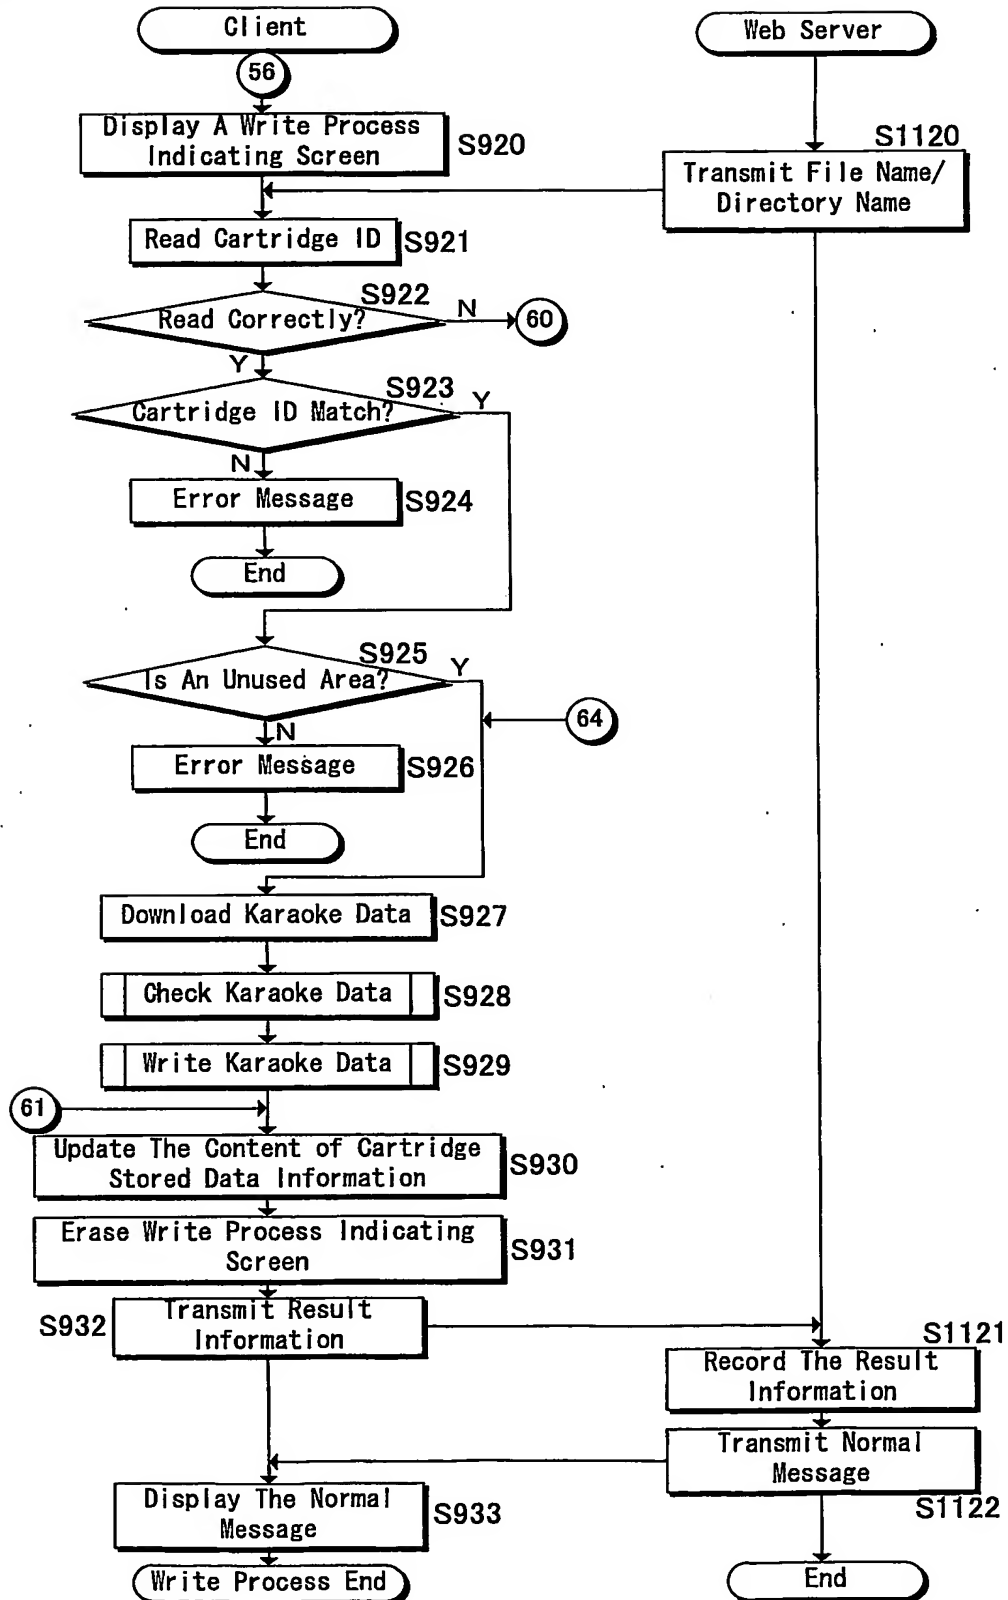 Client
Web Server
56
Display A Write Process
Indicating Screen
S920
S1120
Transmit File Name/
Directory Name
Read Cartridge ID
S921
S922
Read Correctly?
N
60
Y
S923
Cartridge ID Match?
Y
N
Error Message
S924
End
S925
Is An Unused Area?
Y
64
N
Error Message
S926
End
Download Karaoke Data
S927
Check Karaoke Data
S928
Write Karaoke Data
S929
61
Update The Content of Cartridge
Stored Data Information
S930
Erase Write Process Indicating
Screen
S931
S932
Transmit Result
Information
S1121
Record The Result
Information
Transmit Normal
Message
S1122
Display The Normal
Message
S933
Write Process End
End